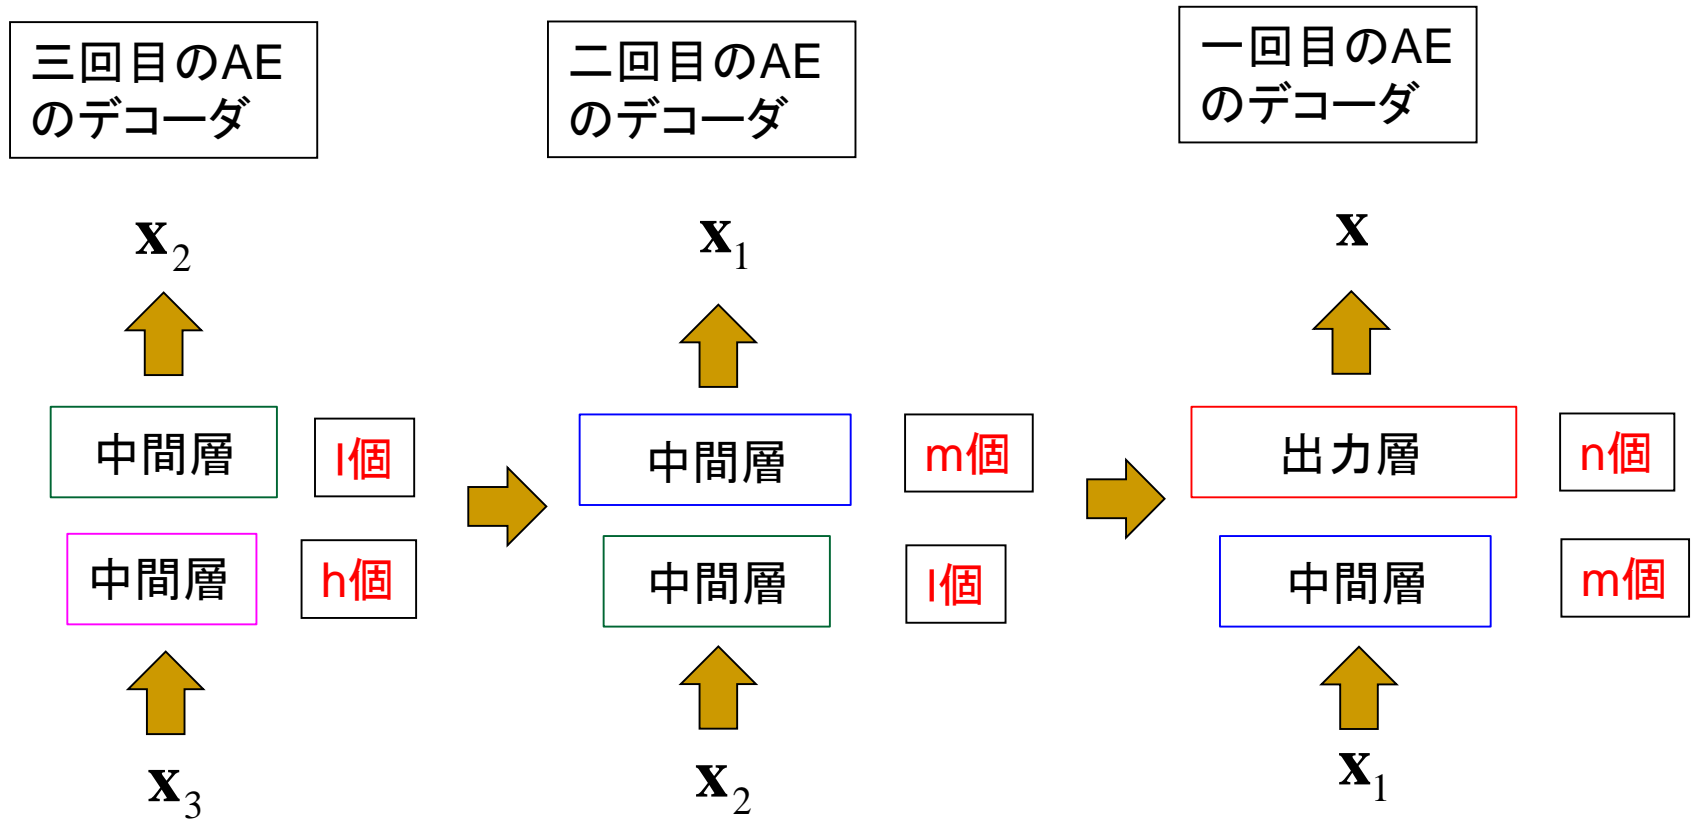 三回目のAE
のデコーダ
x₂
中間層
l個
中間層
h個
x₃
二回目のAE
のデコーダ
x₁
中間層
m個
中間層
l個
x₂
一回目のAE
のデコーダ
x
出力層
n個
中間層
m個
x₁